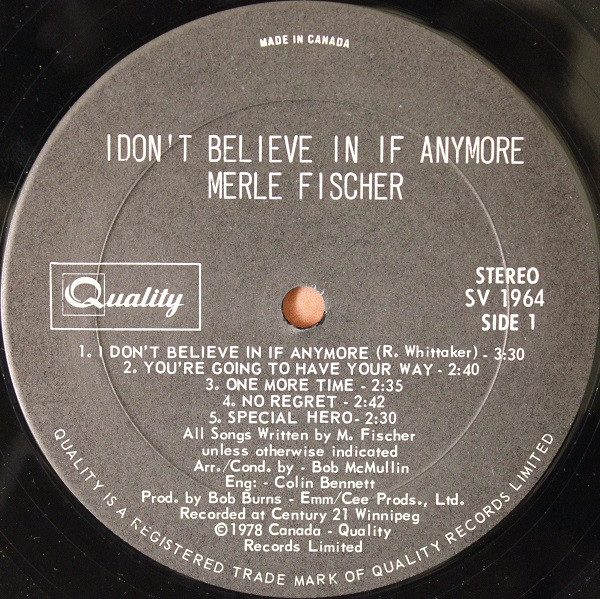 MADE IN CANADA
I DON'T BELIEVE IN IF ANYMORE
MERLE FISCHER
Quality
STEREO
SV 1964
SIDE 1
1. I DON'T BELIEVE IN IF ANYMORE (R. Whittaker) - 3:30
2. YOU'RE GOING TO HAVE YOUR WAY - 2:40
3. ONE MORE TIME - 2:35
4. NO REGRET - 2:42
5. SPECIAL HERO - 2:30
All Songs Written by M. Fischer
unless otherwise indicated
Arr./Cond. by - Bob McMullin
Eng: - Colin Bennett
Prod. by Bob Burns - Emm/Cee Prods., Ltd.
Recorded at Century 21 Winnipeg
©1978 Canada - Quality
Records Limited
QUALITY IS A REGISTERED TRADE MARK OF QUALITY RECORDS LIMITED